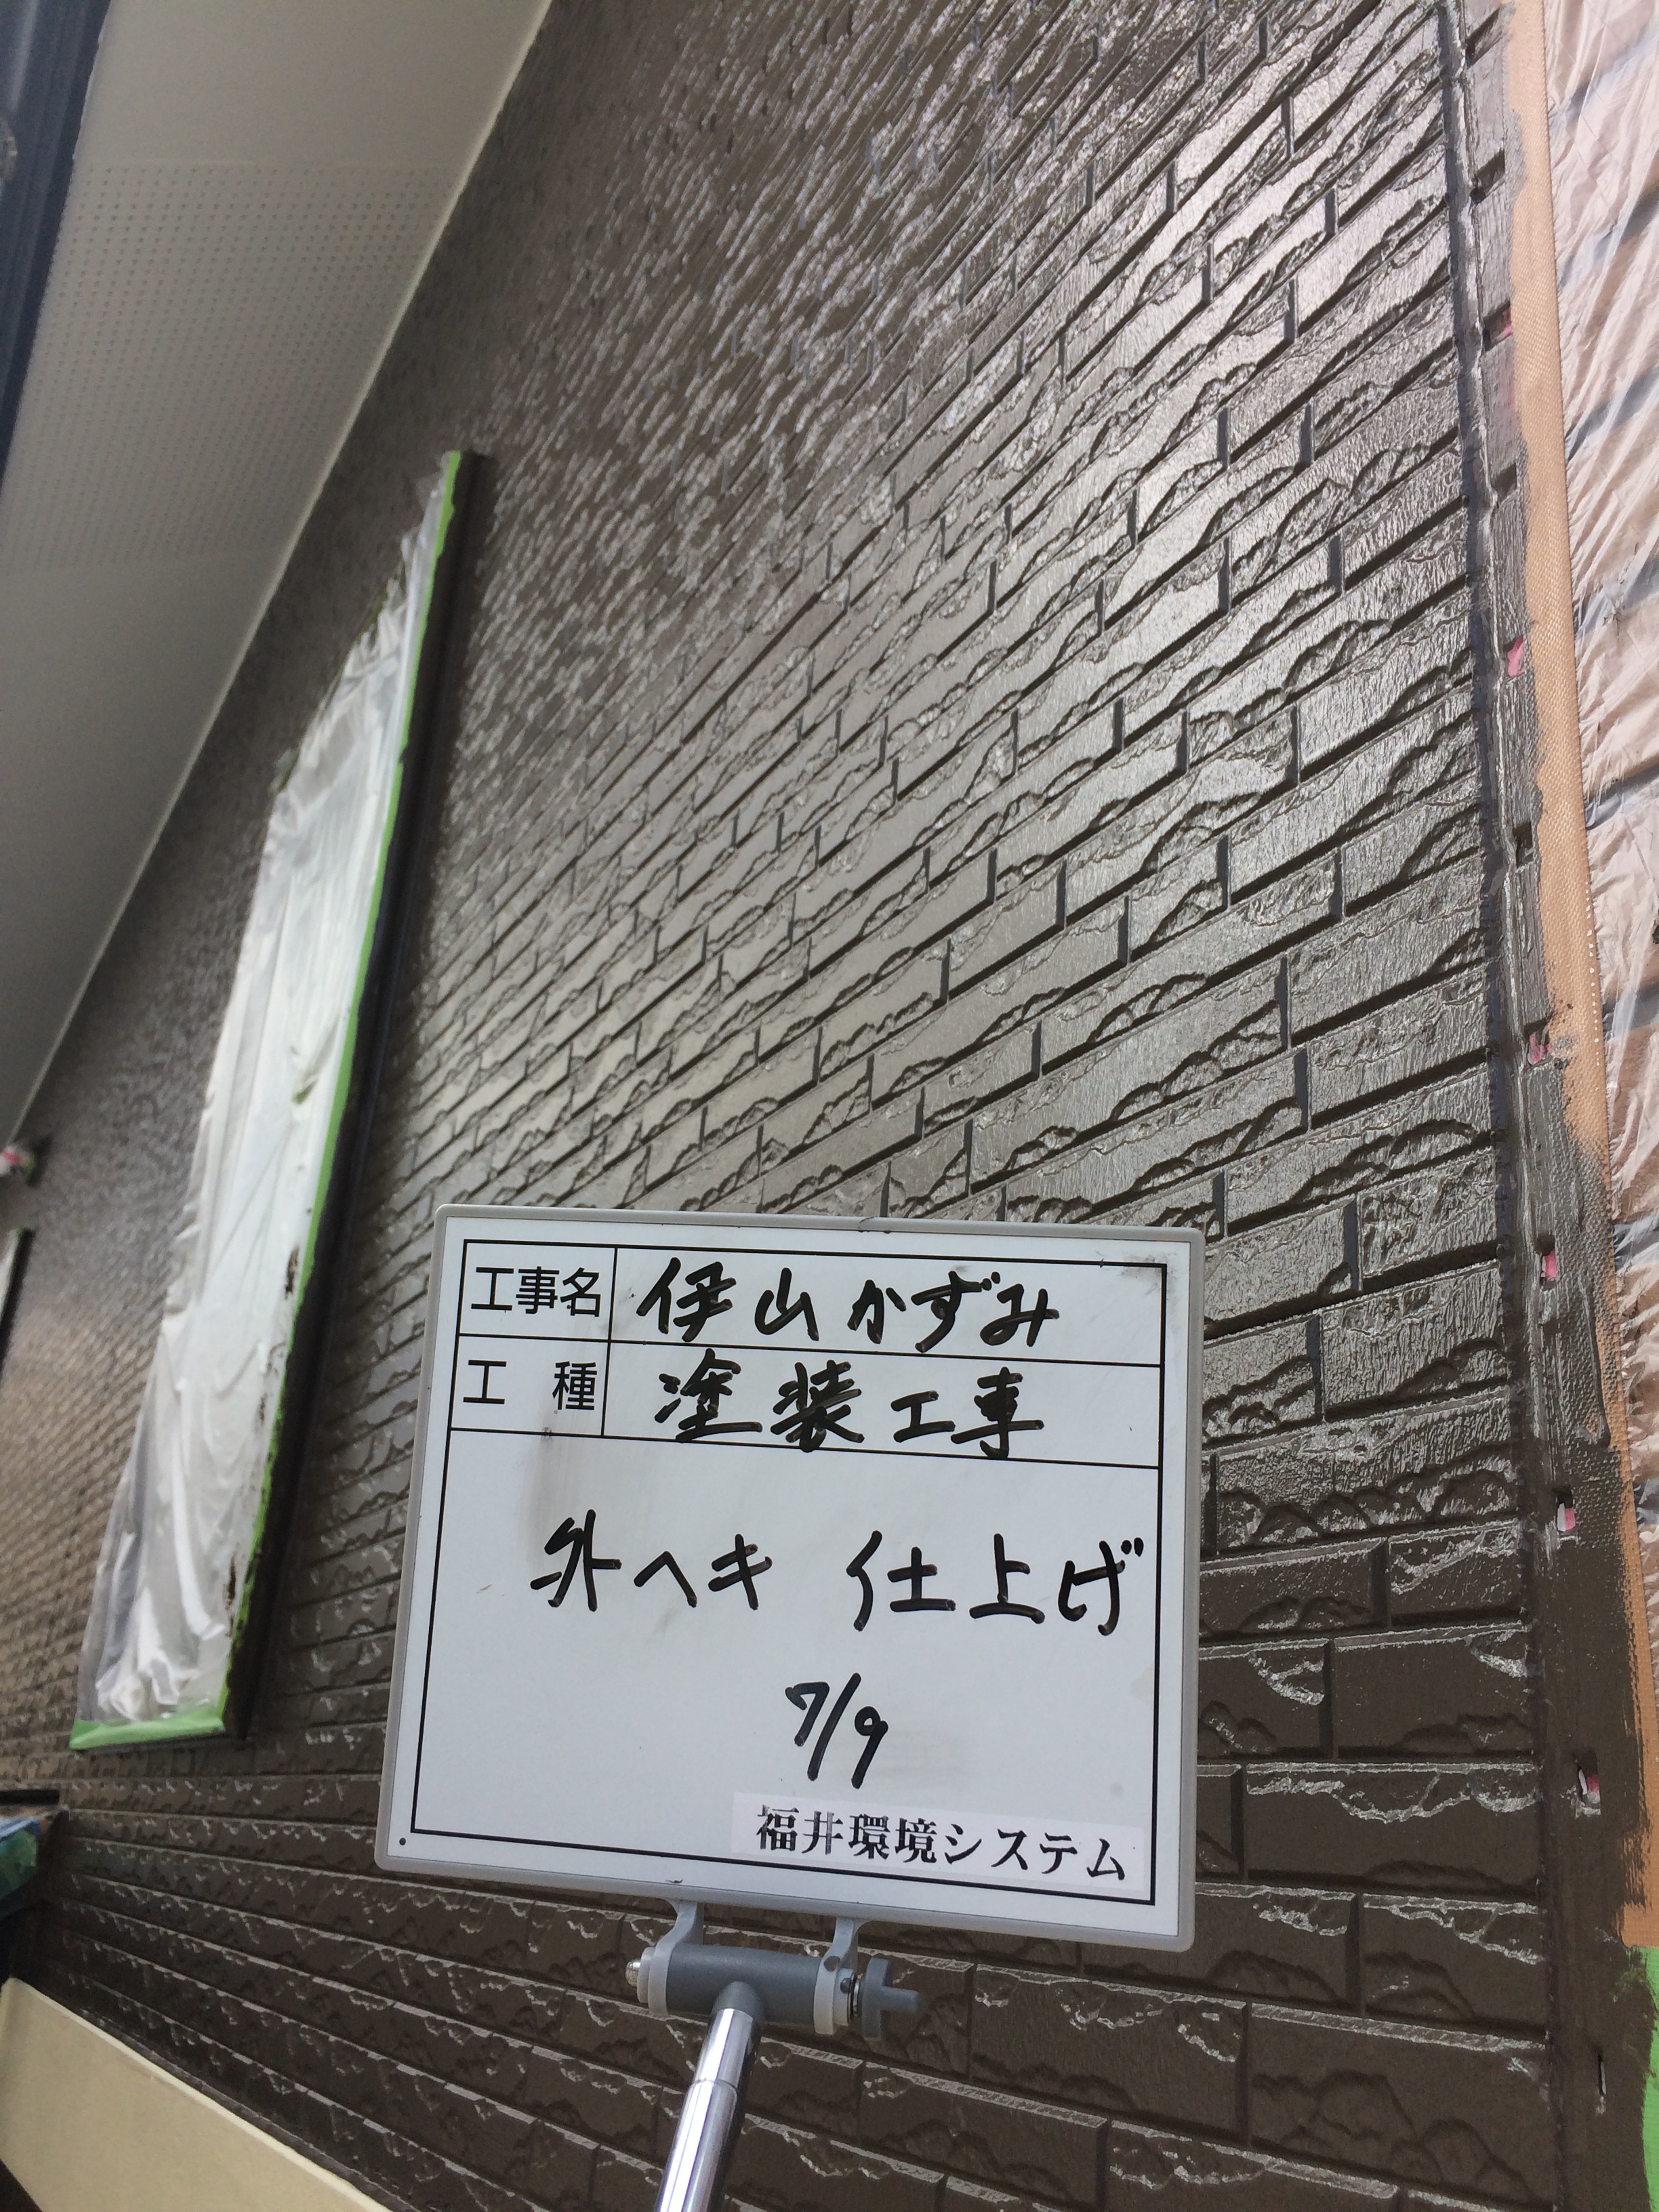 工事名 伊山かずみ
工種 塗装工事
外ヘキ 仕上げ
7/9
福井環境システム